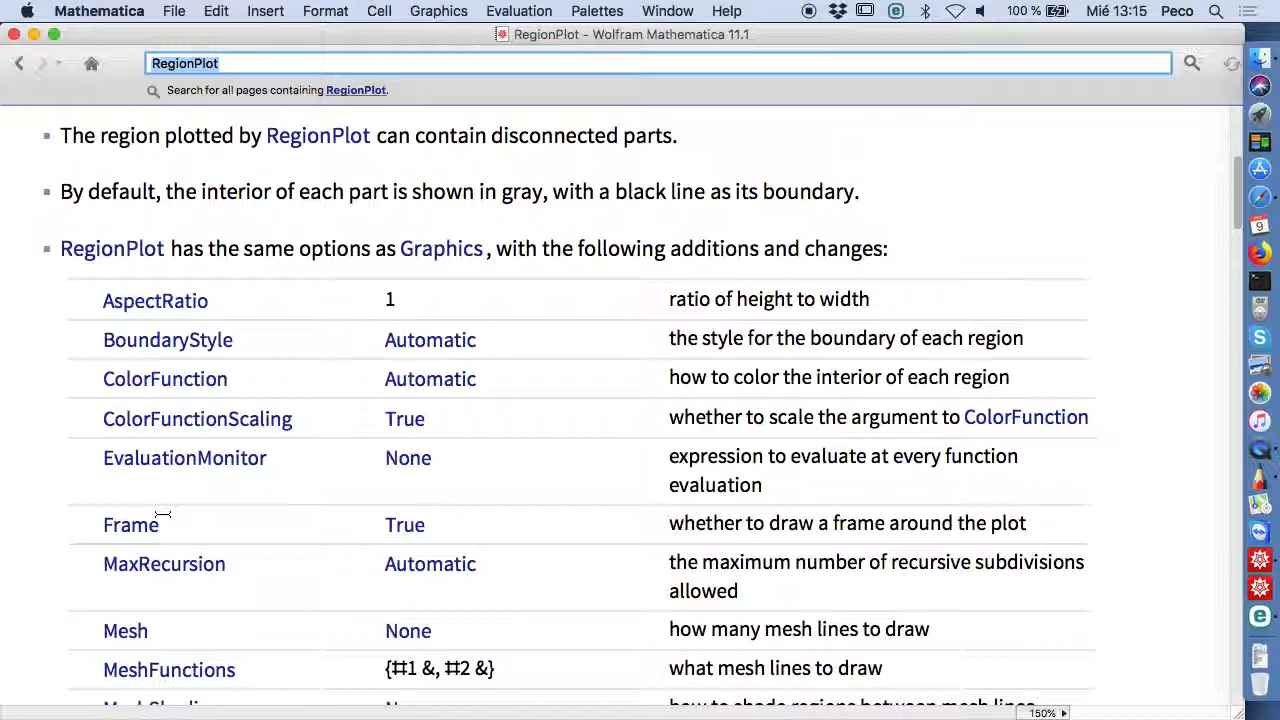 Mathematica File Edit Insert Format Cell Graphics Evaluation Palettes Window Help 100 % Mié 13:15 Peco
RegionPlot - Wolfram Mathematica 11.1
RegionPlot
Search for all pages containing RegionPlot.
The region plotted by RegionPlot can contain disconnected parts.
By default, the interior of each part is shown in gray, with a black line as its boundary.
RegionPlot has the same options as Graphics, with the following additions and changes:
AspectRatio 1 ratio of height to width
BoundaryStyle Automatic the style for the boundary of each region
ColorFunction Automatic how to color the interior of each region
ColorFunctionScaling True whether to scale the argument to ColorFunction
EvaluationMonitor None expression to evaluate at every function
evaluation
Frame True whether to draw a frame around the plot
MaxRecursion Automatic the maximum number of recursive subdivisions
allowed
Mesh None how many mesh lines to draw
MeshFunctions {#1 &, #2 &} what mesh lines to draw
how to shade regions between mesh lines
150%